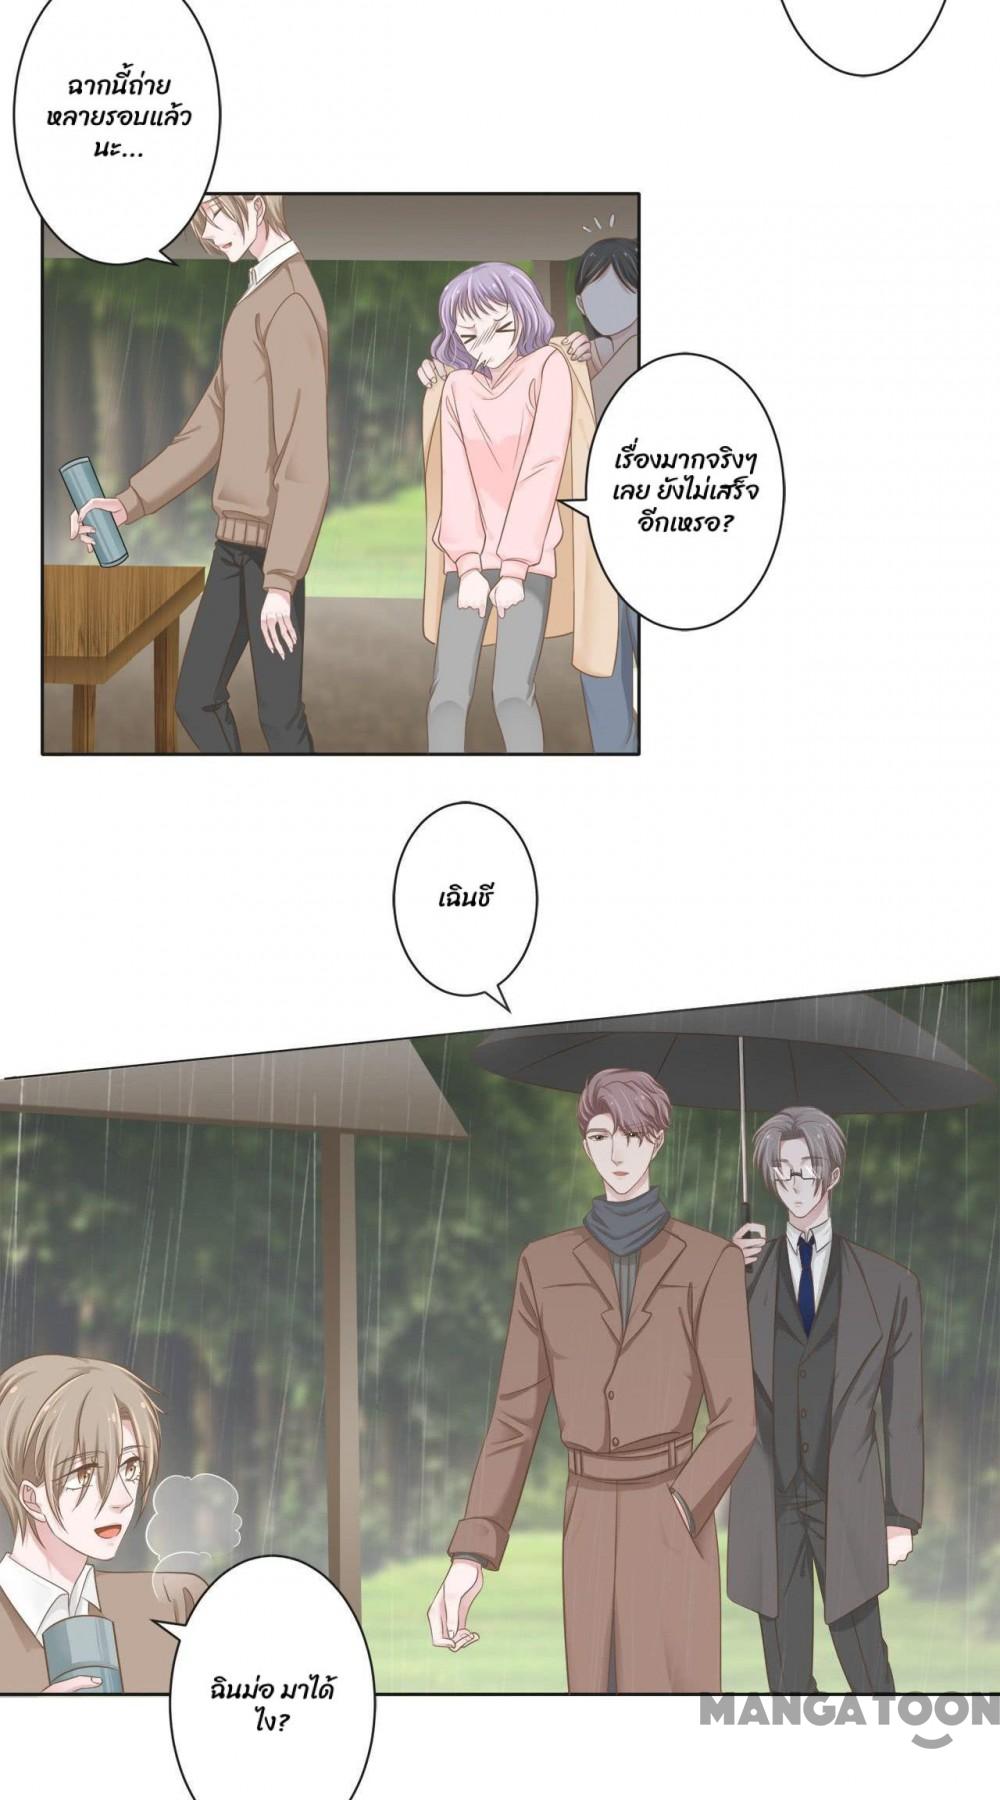 ฉากนี้ถ่าย
หลายรอบแล้ว
นะ...
เรื่องมากจริงๆ
เลย ยังไม่เสร็จ
อีกเหรอ?
เฉินซี
ฉินม่อ มาได้
ไง?
MANGATOON